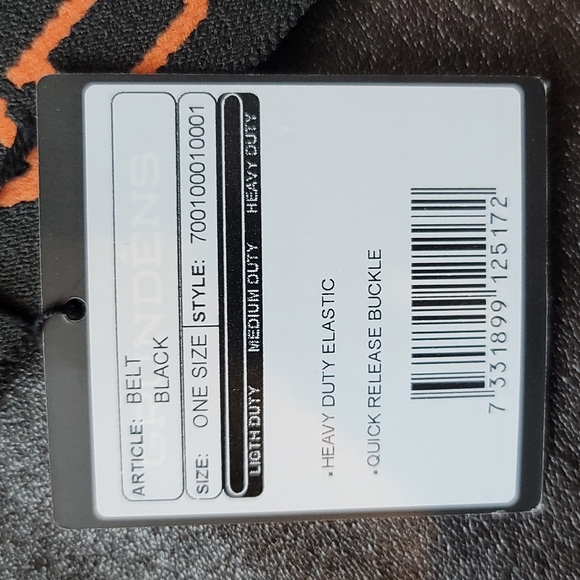 GRUNDÉNS
ARTICLE: BELT
BLACK
SIZE: ONE SIZE STYLE: 700100010001
LIGTH DUTY MEDIUM DUTY HEAVY DUTY
• HEAVY DUTY ELASTIC
• QUICK RELEASE BUCKLE
7 331899 125172